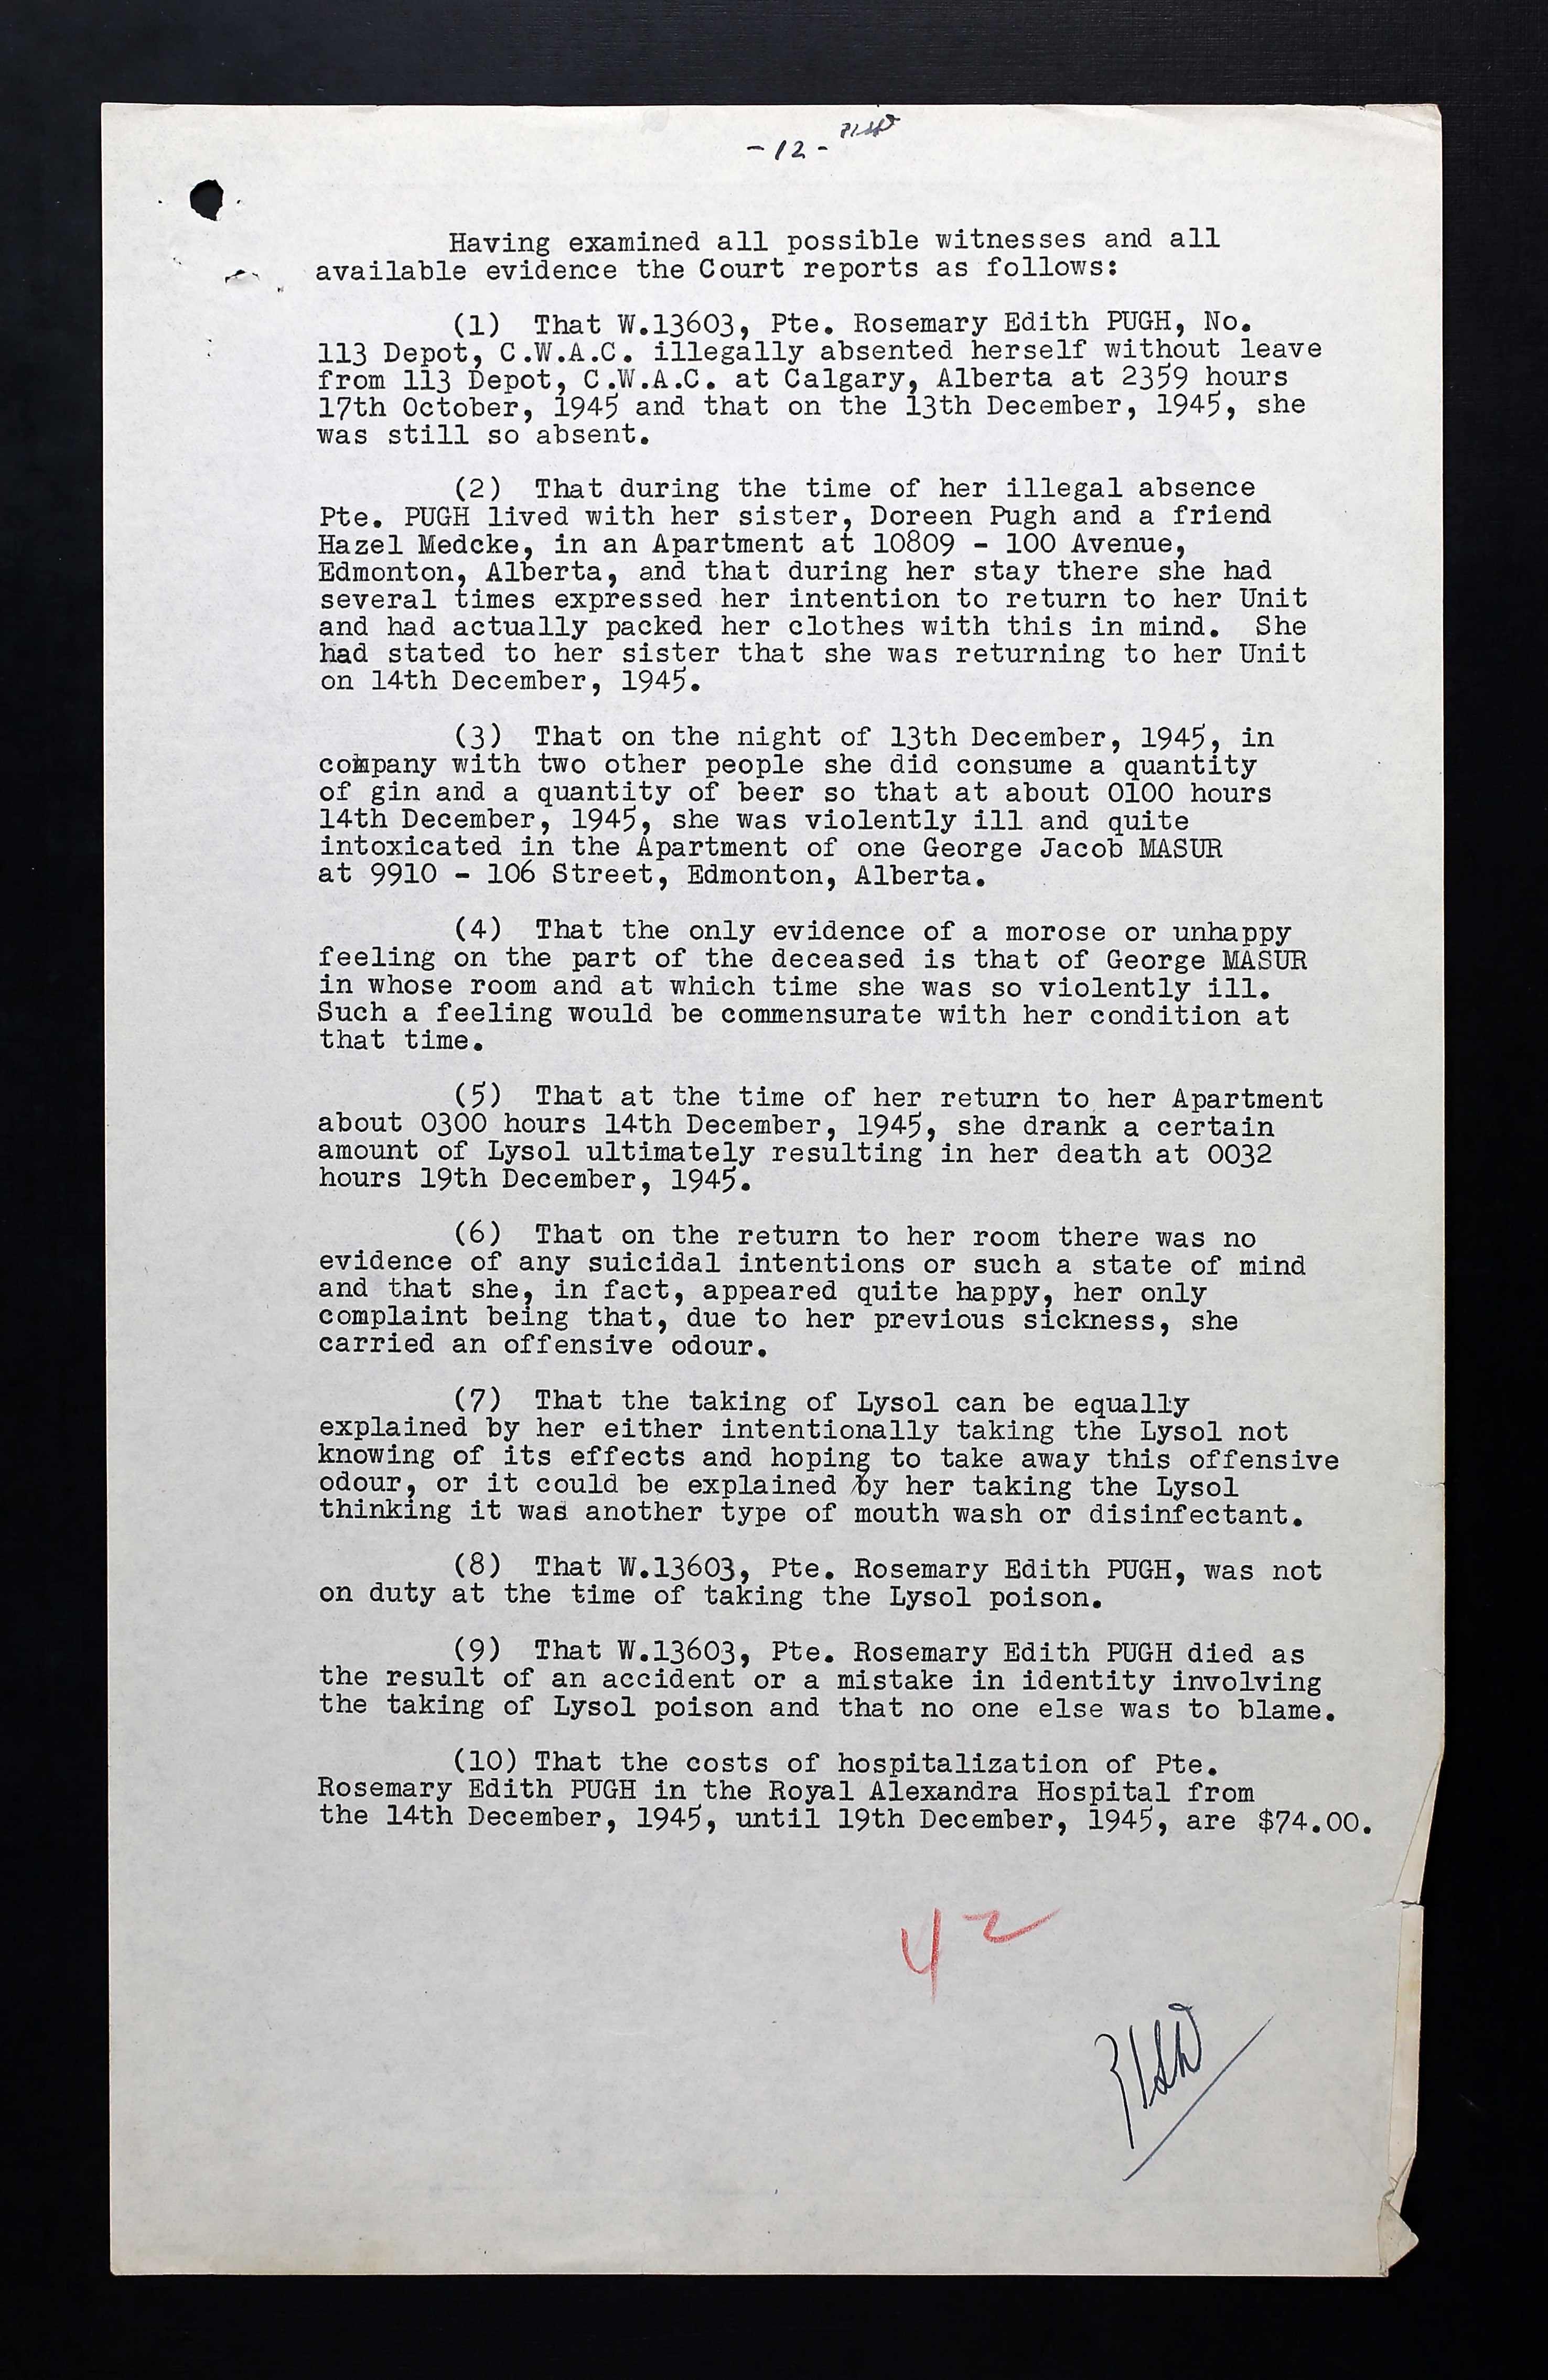 - 12 -
Having examined all possible witnesses and all
available evidence the Court reports as follows:
(1) That W.13603, Pte. Rosemary Edith PUGH, No.
113 Depot, C.W.A.C. illegally absented herself without leave
from 113 Depot, C.W.A.C. at Calgary, Alberta at 2359 hours
17th October, 1945 and that on the 13th December, 1945, she
was still so absent.
(2) That during the time of her illegal absence
Pte. PUGH lived with her sister, Doreen Pugh and a friend
Hazel Medcke, in an Apartment at 10809 - 100 Avenue,
Edmonton, Alberta, and that during her stay there she had
several times expressed her intention to return to her Unit
and had actually packed her clothes with this in mind. She
had stated to her sister that she was returning to her Unit
on 14th December, 1945.
(3) That on the night of 13th December, 1945, in
company with two other people she did consume a quantity
of gin and a quantity of beer so that at about 0100 hours
14th December, 1945, she was violently ill and quite
intoxicated in the Apartment of one George Jacob MASUR
at 9910 - 106 Street, Edmonton, Alberta.
(4) That the only evidence of a morose or unhappy
feeling on the part of the deceased is that of George MASUR
in whose room and at which time she was so violently ill.
Such a feeling would be commensurate with her condition at
that time.
(5) That at the time of her return to her Apartment
about 0300 hours 14th December, 1945, she drank a certain
amount of Lysol ultimately resulting in her death at 0032
hours 19th December, 1945.
(6) That on the return to her room there was no
evidence of any suicidal intentions or such a state of mind
and that she, in fact, appeared quite happy, her only
complaint being that, due to her previous sickness, she
carried an offensive odour.
(7) That the taking of Lysol can be equally
explained by her either intentionally taking the Lysol not
knowing of its effects and hoping to take away this offensive
odour, or it could be explained by her taking the Lysol
thinking it was another type of mouth wash or disinfectant.
(8) That W.13603, Pte. Rosemary Edith PUGH, was not
on duty at the time of taking the Lysol poison.
(9) That W.13603, Pte. Rosemary Edith PUGH died as
the result of an accident or a mistake in identity involving
the taking of Lysol poison and that no one else was to blame.
(10) That the costs of hospitalization of Pte.
Rosemary Edith PUGH in the Royal Alexandra Hospital from
the 14th December, 1945, until 19th December, 1945, are $74.00.
42